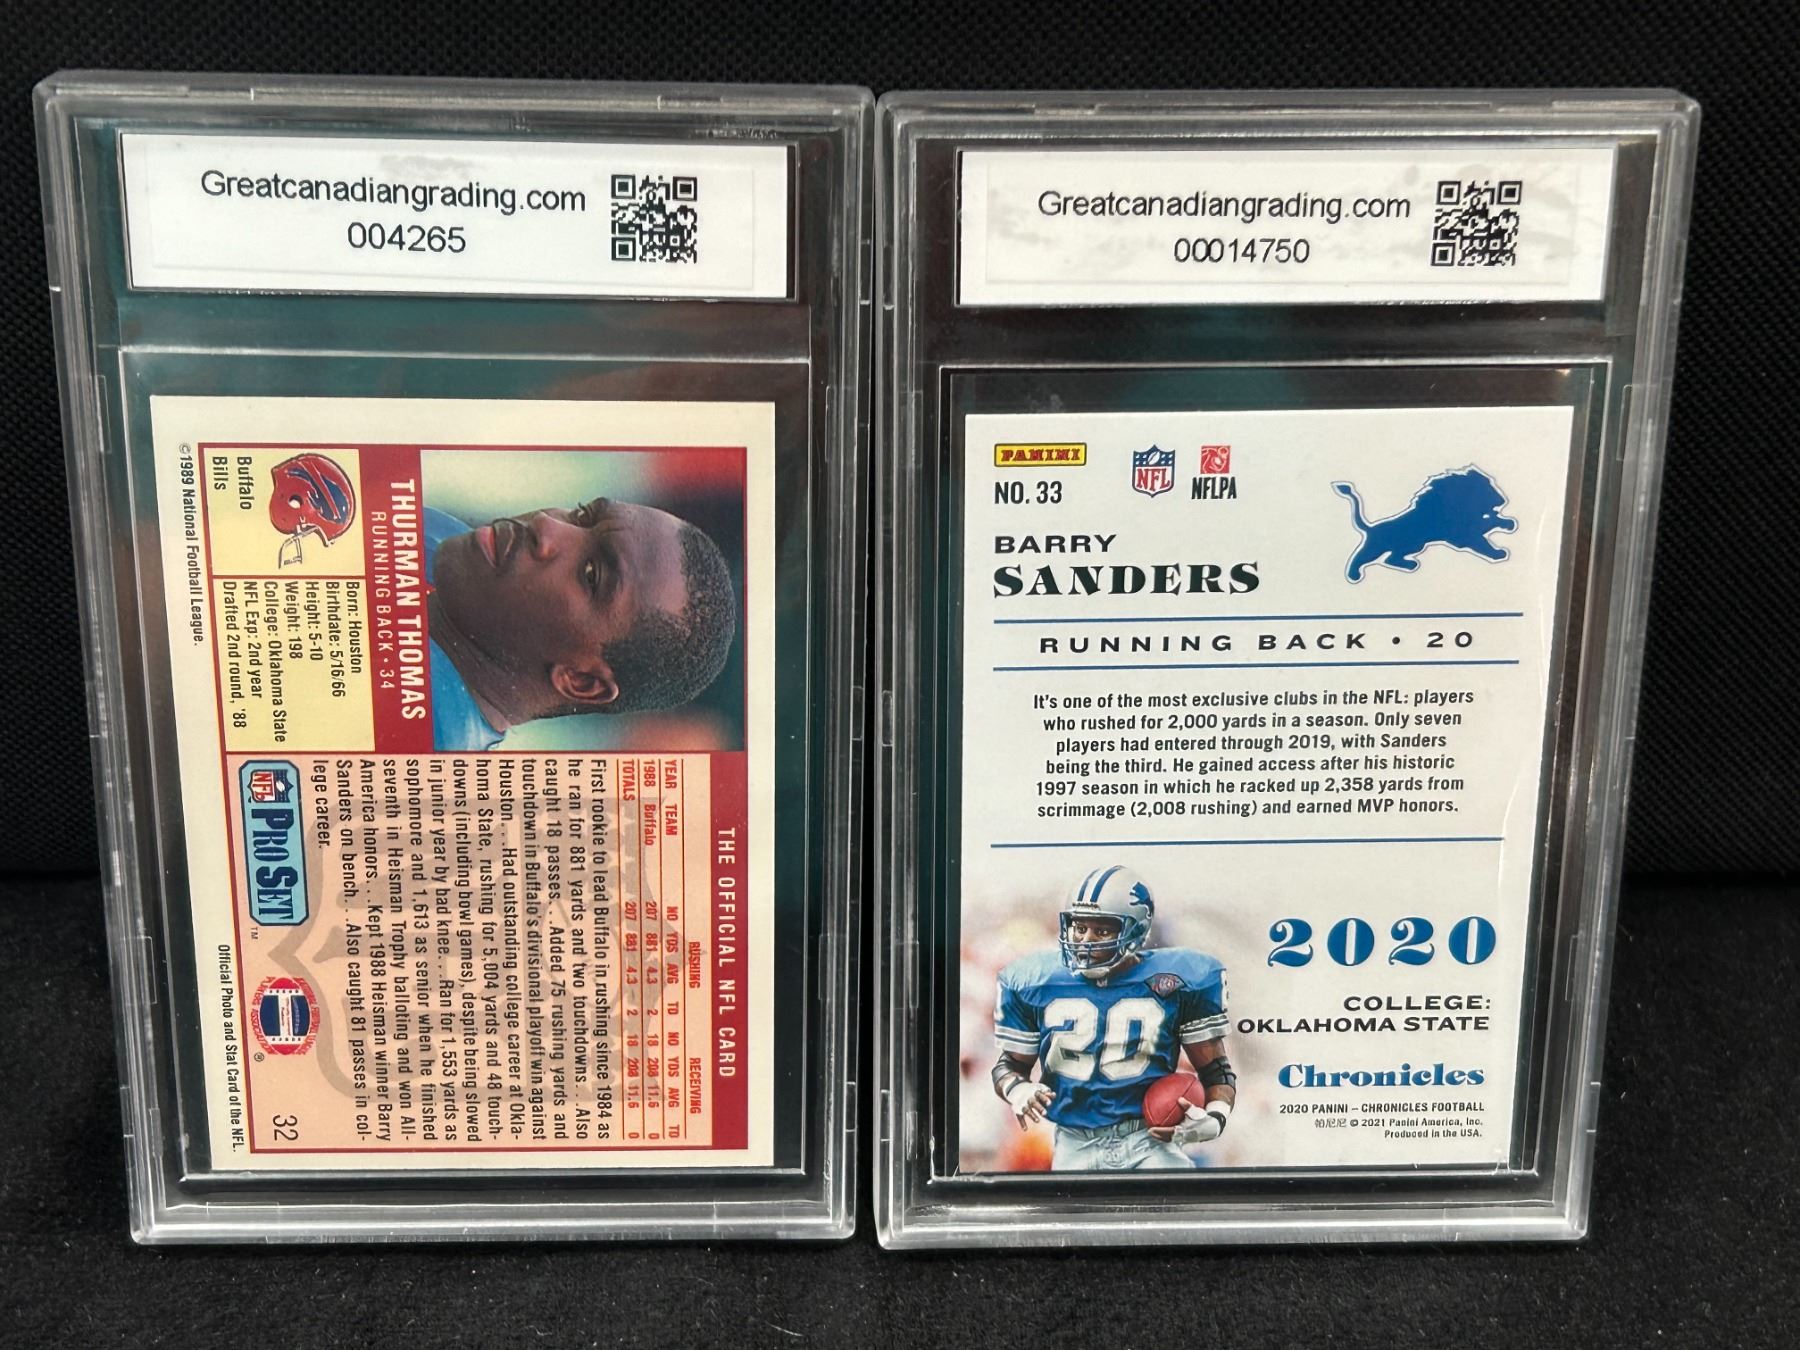 Greatcanadiangrading.com
004265
THURMAN THOMAS
RUNNING BACK • 34
Buffalo
Bills
Born: Houston
Birthdate: 5/16/66
Height: 5-10
Weight: 198
College: Oklahoma State
NFL Exp: 2nd year
Drafted 2nd round, '88
©1989 National Football League.
THE OFFICIAL NFL CARD
RUSHING RECEIVING
YEAR TEAM NO YDS AVG TD NO YDS AVG TD
1988 Buffalo 207 881 4.3 2 18 208 11.6 0
TOTALS 207 881 4.3 2 18 208 11.6 0
First rookie to lead Buffalo in rushing since 1984 as
he ran for 881 yards and two touchdowns. . .Also
caught 18 passes. . .Added 75 rushing yards and
touchdown in Buffalo's divisional playoff win against
Houston. . .Had outstanding college career at Okla-
homa State, rushing for 5,004 yards and 48 touch-
downs (including bowl games), despite being slowed
in junior year by bad knee. . .Ran for 1,553 yards as
sophomore and 1,613 as senior when he finished
seventh in Heisman Trophy balloting and won All-
America honors. . .Kept 1988 Heisman winner Barry
Sanders on bench. . .Also caught 81 passes in col-
lege career.
NFL PRO SET TM
32
Official Photo and Stat Card of the NFL.
Greatcanadiangrading.com
00014750
PANINI
NFL
NFLPA
NO. 33
BARRY
SANDERS
RUNNING BACK • 20
It's one of the most exclusive clubs in the NFL: players
who rushed for 2,000 yards in a season. Only seven
players had entered through 2019, with Sanders
being the third. He gained access after his historic
1997 season in which he racked up 2,358 yards from
scrimmage (2,008 rushing) and earned MVP honors.
2020
20
COLLEGE:
OKLAHOMA STATE
Chronicles
2020 PANINI – CHRONICLES FOOTBALL
帕尼尼 © 2021 Panini America, Inc.
Produced in the USA.